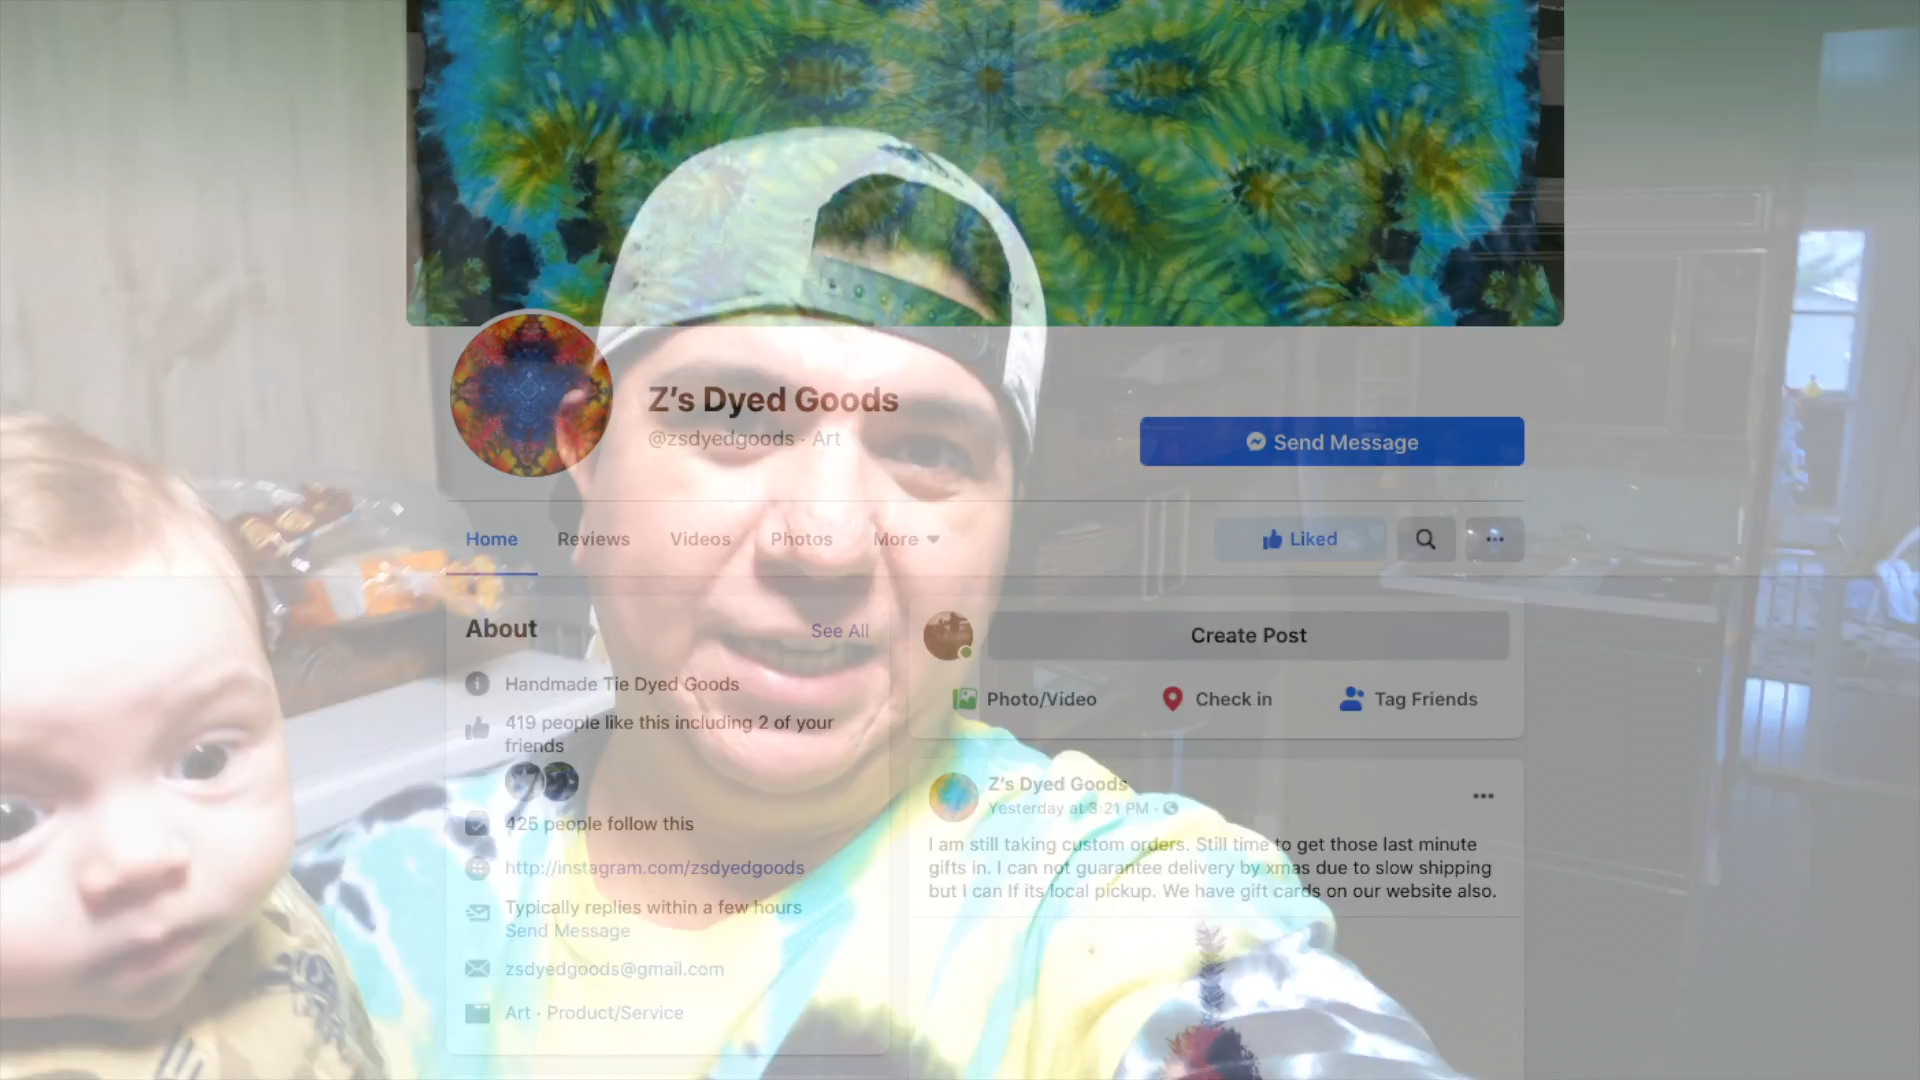 Z's Dyed Goods
@zsdyedgoods · Art
Send Message
Home Reviews Videos Photos More
Liked
About See All
Handmade Tie Dyed Goods
419 people like this including 2 of your
friends
425 people follow this
http://instagram.com/zsdyedgoods
Typically replies within a few hours
Send Message
zsdyedgoods@gmail.com
Art · Product/Service
Create Post
Photo/Video Check in Tag Friends
Z's Dyed Goods
Yesterday at 3:21 PM ·
I am still taking custom orders. Still time to get those last minute
gifts in. I can not guarantee delivery by xmas due to slow shipping
but I can If its local pickup. We have gift cards on our website also.